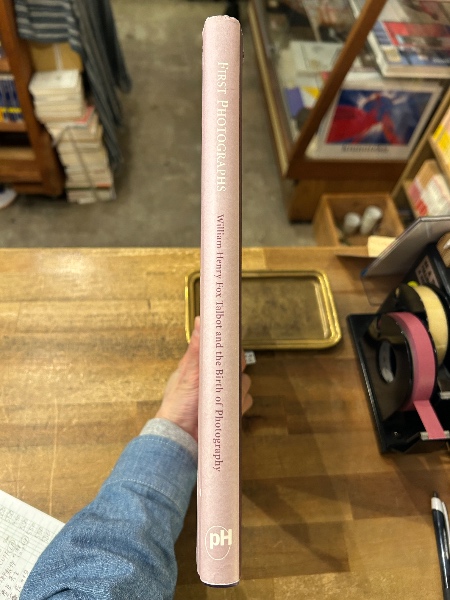 FIRST PHOTOGRAPHS
William Henry Fox Talbot and the Birth of Photography
pH